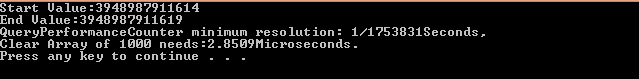 Start Value:3948987911614
End Value:3948987911619
QueryPerformanceCounter minimum resolution: 1/1753831Seconds,
Clear Array of 1000 needs:2.8509Microseconds.
Press any key to continue . . .